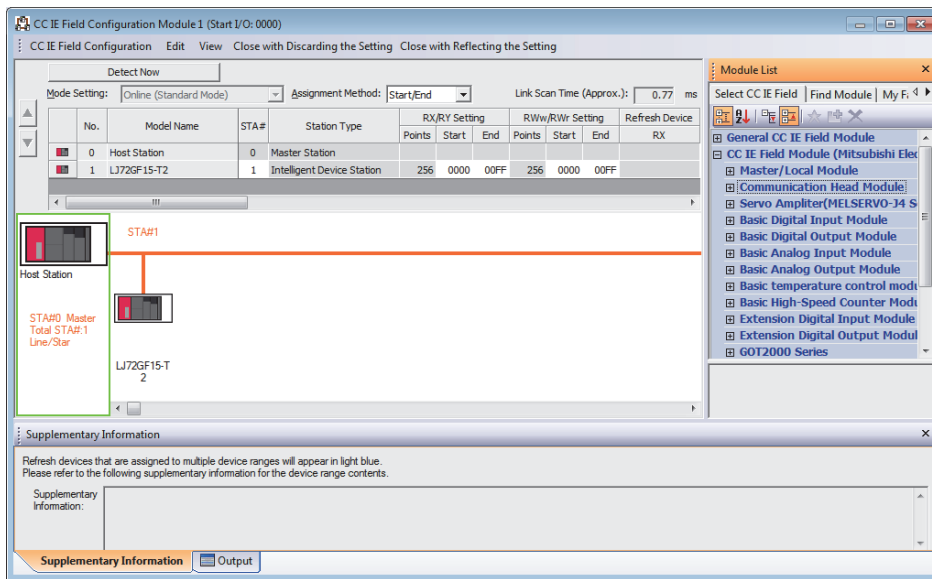 CC IE Field Configuration Module 1 (Start I/O: 0000)
CC IE Field Configuration Edit View Close with Discarding the Setting Close with Reflecting the Setting
Detect Now
Mode Setting: Online (Standard Mode) Assignment Method: Start/End Link Scan Time (Approx.): 0.77 ms
No. Model Name STA# Station Type RX/RY Setting RWw/RWr Setting Refresh Device
Points Start End Points Start End RX
0 Host Station 0 Master Station
1 LJ72GF15-T2 1 Intelligent Device Station 256 0000 00FF 256 0000 00FF
STA#1
Host Station
STA#0 Master
Total STA#:1
Line/Star
LJ72GF15-T
2
Module List
Select CC IE Field Find Module My Fa
General CC IE Field Module
CC IE Field Module (Mitsubishi Elec
Master/Local Module
Communication Head Module
Servo Ampliter(MELSERVO-J4 S
Basic Digital Input Module
Basic Digital Output Module
Basic Analog Input Module
Basic Analog Output Module
Basic temperature control modu
Basic High-Speed Counter Modu
Extension Digital Input Module
Extension Digital Output Modul
GOT2000 Series
Supplementary Information
Refresh devices that are assigned to multiple device ranges will appear in light blue.
Please refer to the following supplementary information for the device range contents.
Supplementary
Information:
Supplementary Information Output